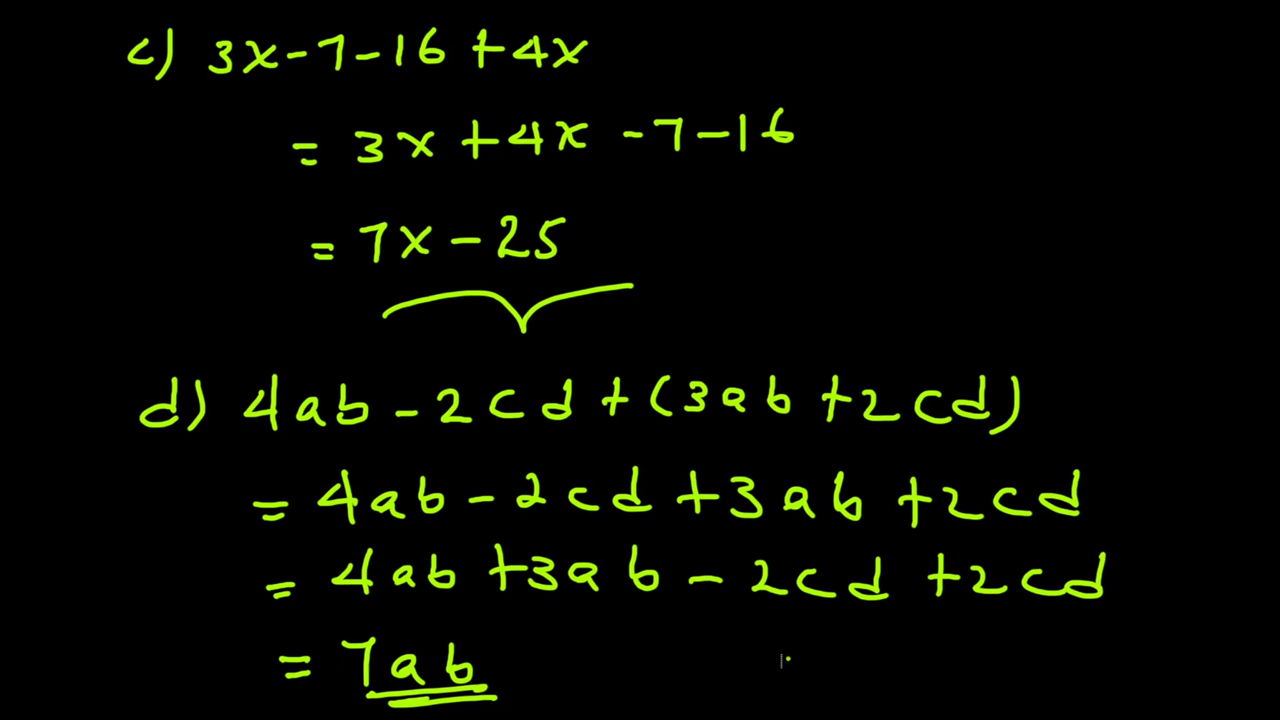 c) 3x-7-16+4x
= 3x+4x-7-16
= 7x-25
d) 4ab-2cd+(3ab+2cd)
= 4ab-2cd+3ab+2cd
= 4ab+3ab-2cd+2cd
= 7ab